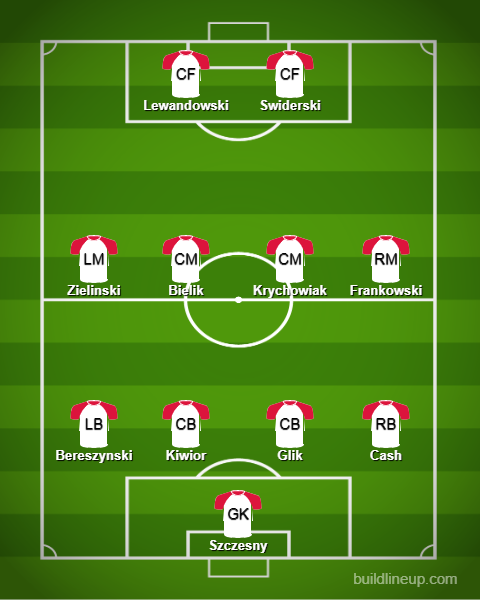 CF CF
Lewandowski Swiderski
LM CM CM RM
Zielinski Bielik Krychowiak Frankowski
LB CB CB RB
Bereszynski Kiwior Glik Cash
GK
Szczesny
buildlineup.com